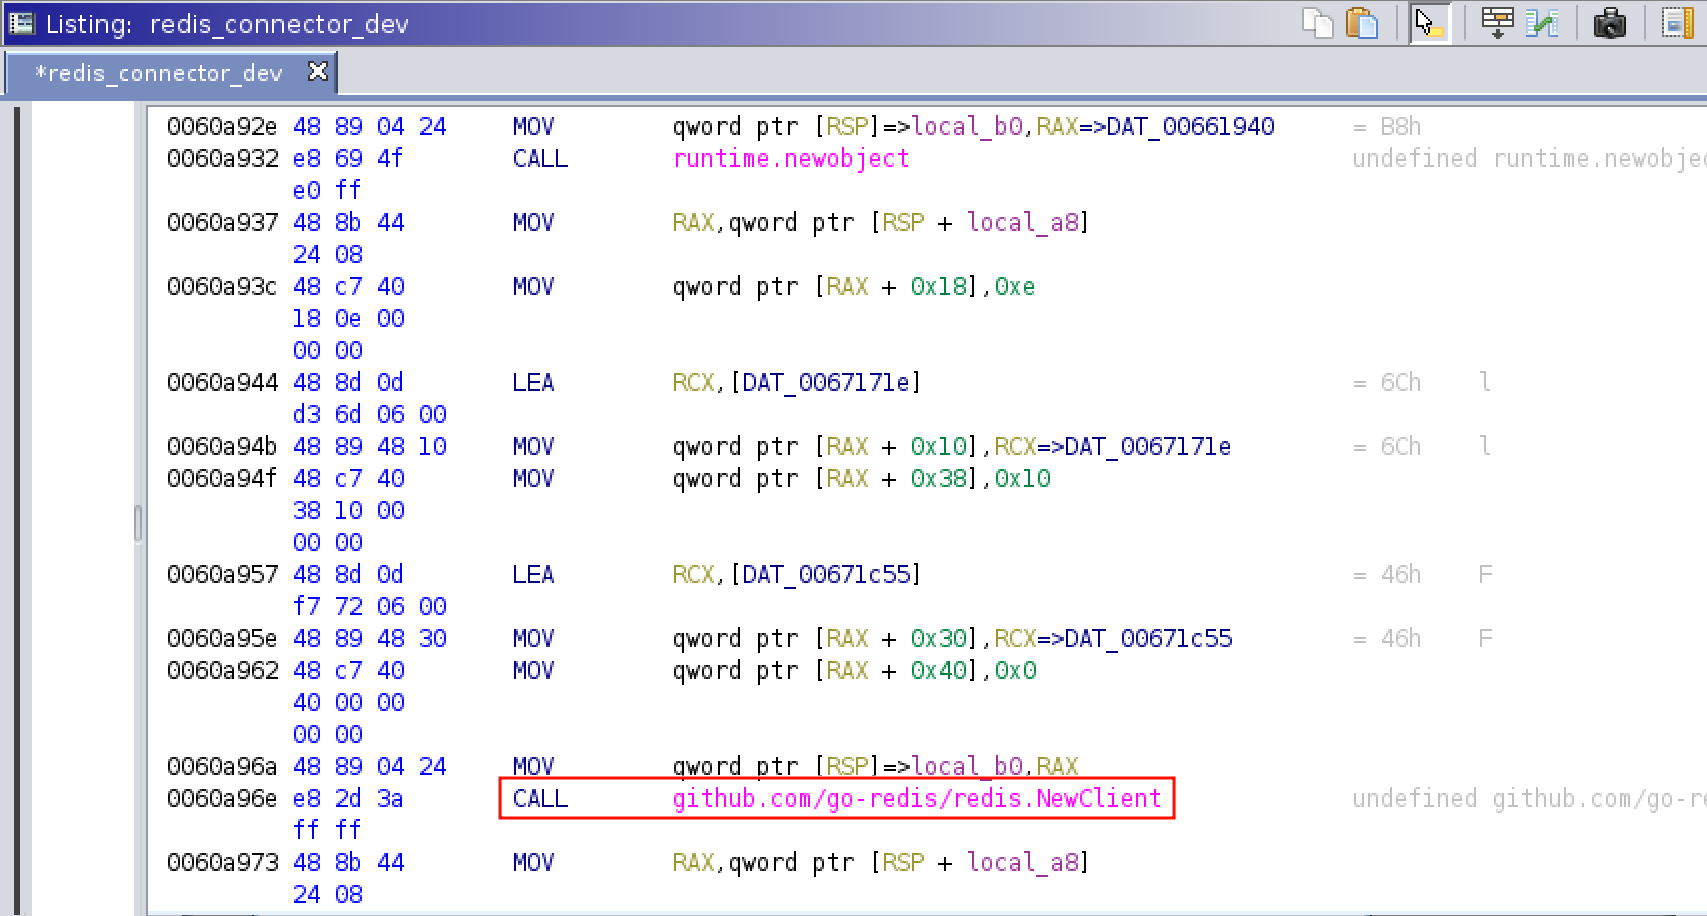 Listing: redis_connector_dev
*redis_connector_dev
0060a92e 48 89 04 24 MOV qword ptr [RSP]=>local_b0,RAX=>DAT_00661940 = B8h
0060a932 e8 69 4f CALL runtime.newobject undefined runtime.newobjec
e0 ff
0060a937 48 8b 44 MOV RAX,qword ptr [RSP + local_a8]
24 08
0060a93c 48 c7 40 MOV qword ptr [RAX + 0x18],0xe
18 0e 00
00 00
0060a944 48 8d 0d LEA RCX,[DAT_0067171e] = 6Ch l
d3 6d 06 00
0060a94b 48 89 48 10 MOV qword ptr [RAX + 0x10],RCX=>DAT_0067171e = 6Ch l
0060a94f 48 c7 40 MOV qword ptr [RAX + 0x38],0x10
38 10 00
00 00
0060a957 48 8d 0d LEA RCX,[DAT_00671c55] = 46h F
f7 72 06 00
0060a95e 48 89 48 30 MOV qword ptr [RAX + 0x30],RCX=>DAT_00671c55 = 46h F
0060a962 48 c7 40 MOV qword ptr [RAX + 0x40],0x0
40 00 00
00 00
0060a96a 48 89 04 24 MOV qword ptr [RSP]=>local_b0,RAX
0060a96e e8 2d 3a CALL github.com/go-redis/redis.NewClient undefined github.com/go-r
ff ff
0060a973 48 8b 44 MOV RAX,qword ptr [RSP + local_a8]
24 08